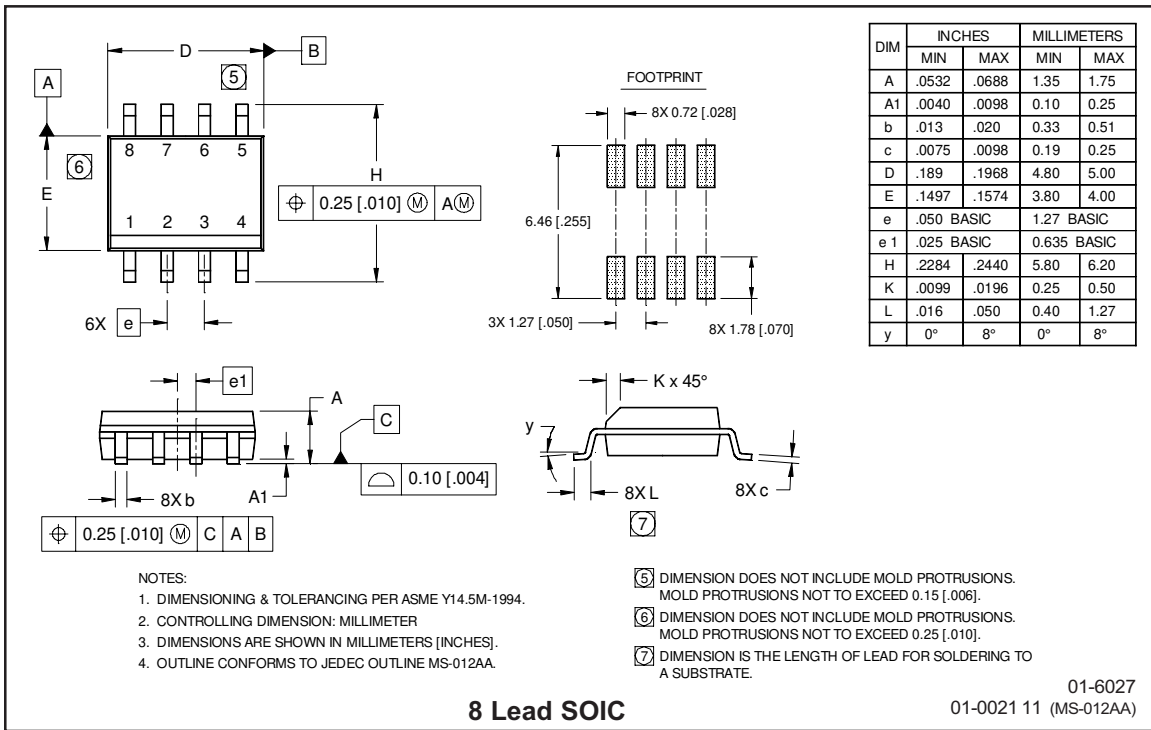 D
B
5
A
8 7 6 5
6
E
H
⌖ 0.25 [.010] Ⓜ AⓂ
1 2 3 4
6X e
FOOTPRINT
8X 0.72 [.028]
6.46 [.255]
3X 1.27 [.050]
8X 1.78 [.070]
DIM INCHES MILLIMETERS
MIN MAX MIN MAX
A .0532 .0688 1.35 1.75
A1 .0040 .0098 0.10 0.25
b .013 .020 0.33 0.51
c .0075 .0098 0.19 0.25
D .189 .1968 4.80 5.00
E .1497 .1574 3.80 4.00
e .050 BASIC 1.27 BASIC
e 1 .025 BASIC 0.635 BASIC
H .2284 .2440 5.80 6.20
K .0099 .0196 0.25 0.50
L .016 .050 0.40 1.27
y 0° 8° 0° 8°
e1
A
C
0.10 [.004]
8X b
A1
⌖ 0.25 [.010] Ⓜ C A B
K x 45°
y
8X L
7
8X c
NOTES:
1. DIMENSIONING & TOLERANCING PER ASME Y14.5M-1994.
2. CONTROLLING DIMENSION: MILLIMETER
3. DIMENSIONS ARE SHOWN IN MILLIMETERS [INCHES].
4. OUTLINE CONFORMS TO JEDEC OUTLINE MS-012AA.
5 DIMENSION DOES NOT INCLUDE MOLD PROTRUSIONS.
MOLD PROTRUSIONS NOT TO EXCEED 0.15 [.006].
6 DIMENSION DOES NOT INCLUDE MOLD PROTRUSIONS.
MOLD PROTRUSIONS NOT TO EXCEED 0.25 [.010].
7 DIMENSION IS THE LENGTH OF LEAD FOR SOLDERING TO
A SUBSTRATE.
8 Lead SOIC
01-6027
01-0021 11 (MS-012AA)